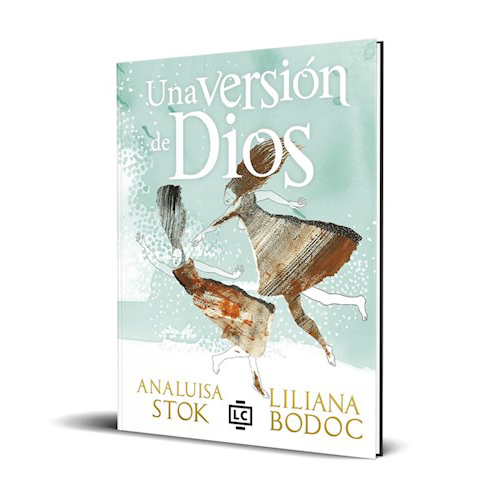 Una versión
de Dios
ANALUISA STOK
LC
LILIANA BODOC